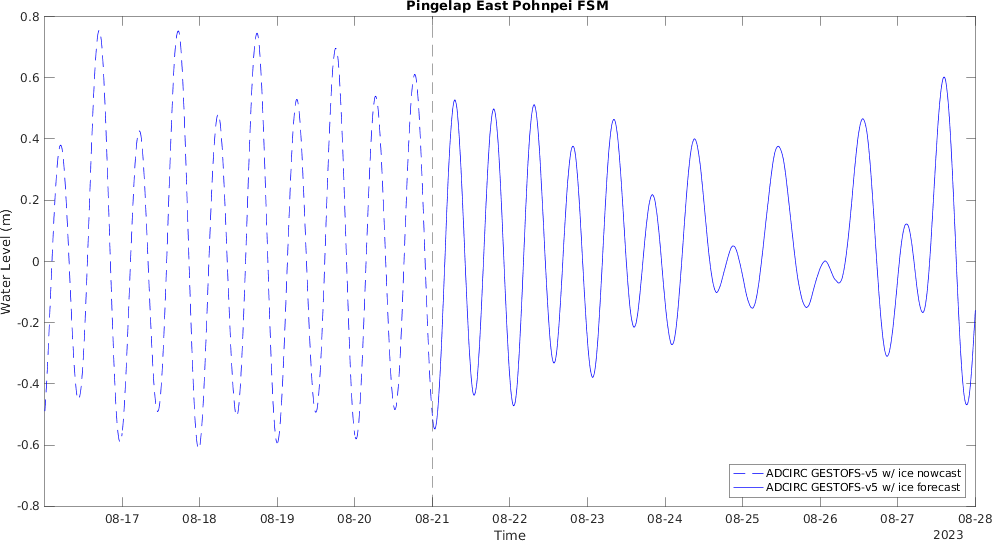 Pingelap East Pohnpei FSM
0.8
0.6
0.4
0.2
0
-0.2
-0.4
-0.6
-0.8
Water Level (m)
ADCIRC GESTOFS-v5 w/ ice nowcast
ADCIRC GESTOFS-v5 w/ ice forecast
08-17 08-18 08-19 08-20 08-21 08-22 08-23 08-24 08-25 08-26 08-27 08-28
Time
2023